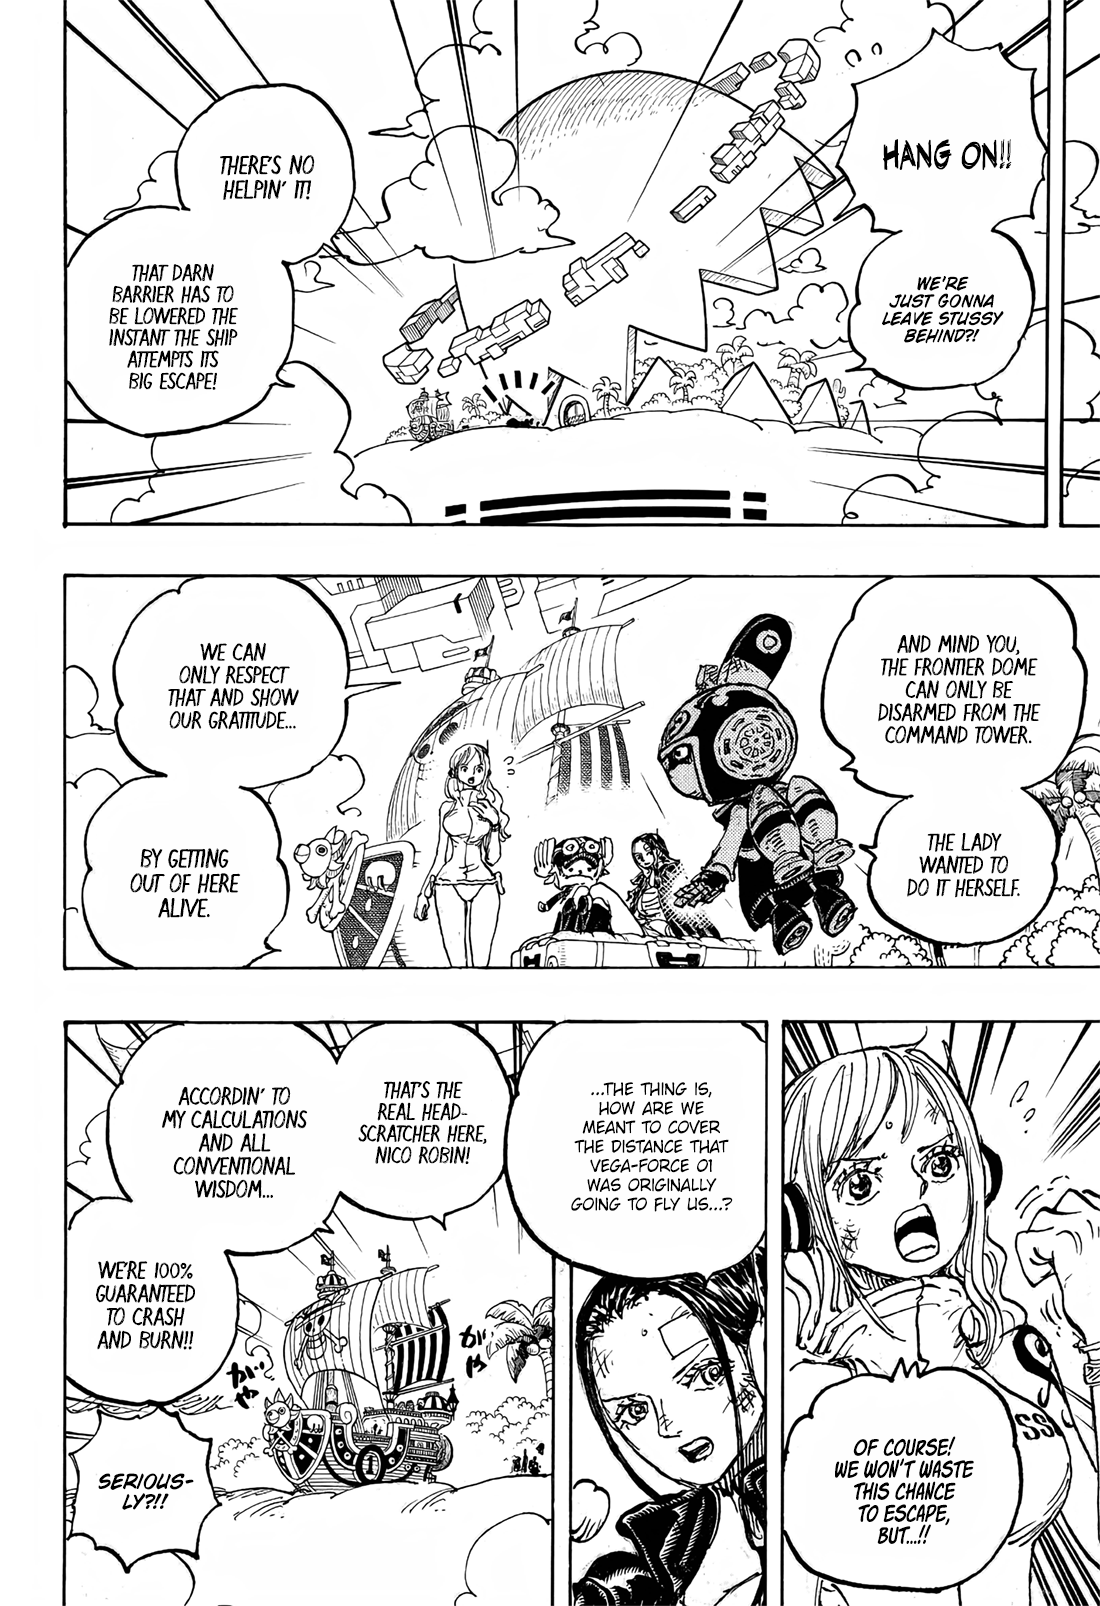 HANG ON!!
WE'RE
JUST GONNA
LEAVE STUSSY
BEHIND?!
THERE'S NO
HELPIN' IT!
THAT DARN
BARRIER HAS TO
BE LOWERED THE
INSTANT THE SHIP
ATTEMPTS ITS
BIG ESCAPE!
AND MIND YOU,
THE FRONTIER DOME
CAN ONLY BE
DISARMED FROM THE
COMMAND TOWER.
THE LADY
WANTED TO
DO IT HERSELF.
WE CAN
ONLY RESPECT
THAT AND SHOW
OUR GRATITUDE...
BY GETTING
OUT OF HERE
ALIVE.
OF COURSE!
WE WON'T WASTE
THIS CHANCE
TO ESCAPE,
BUT...!!
SSG
...THE THING IS,
HOW ARE WE
MEANT TO COVER
THE DISTANCE THAT
VEGA-FORCE 01
WAS ORIGINALLY
GOING TO FLY US...?
THAT'S THE
REAL HEAD-
SCRATCHER HERE,
NICO ROBIN!
ACCORDIN' TO
MY CALCULATIONS
AND ALL
CONVENTIONAL
WISDOM...
WE'RE 100%
GUARANTEED
TO CRASH
AND BURN!!
1
SERIOUS-
LY?!!